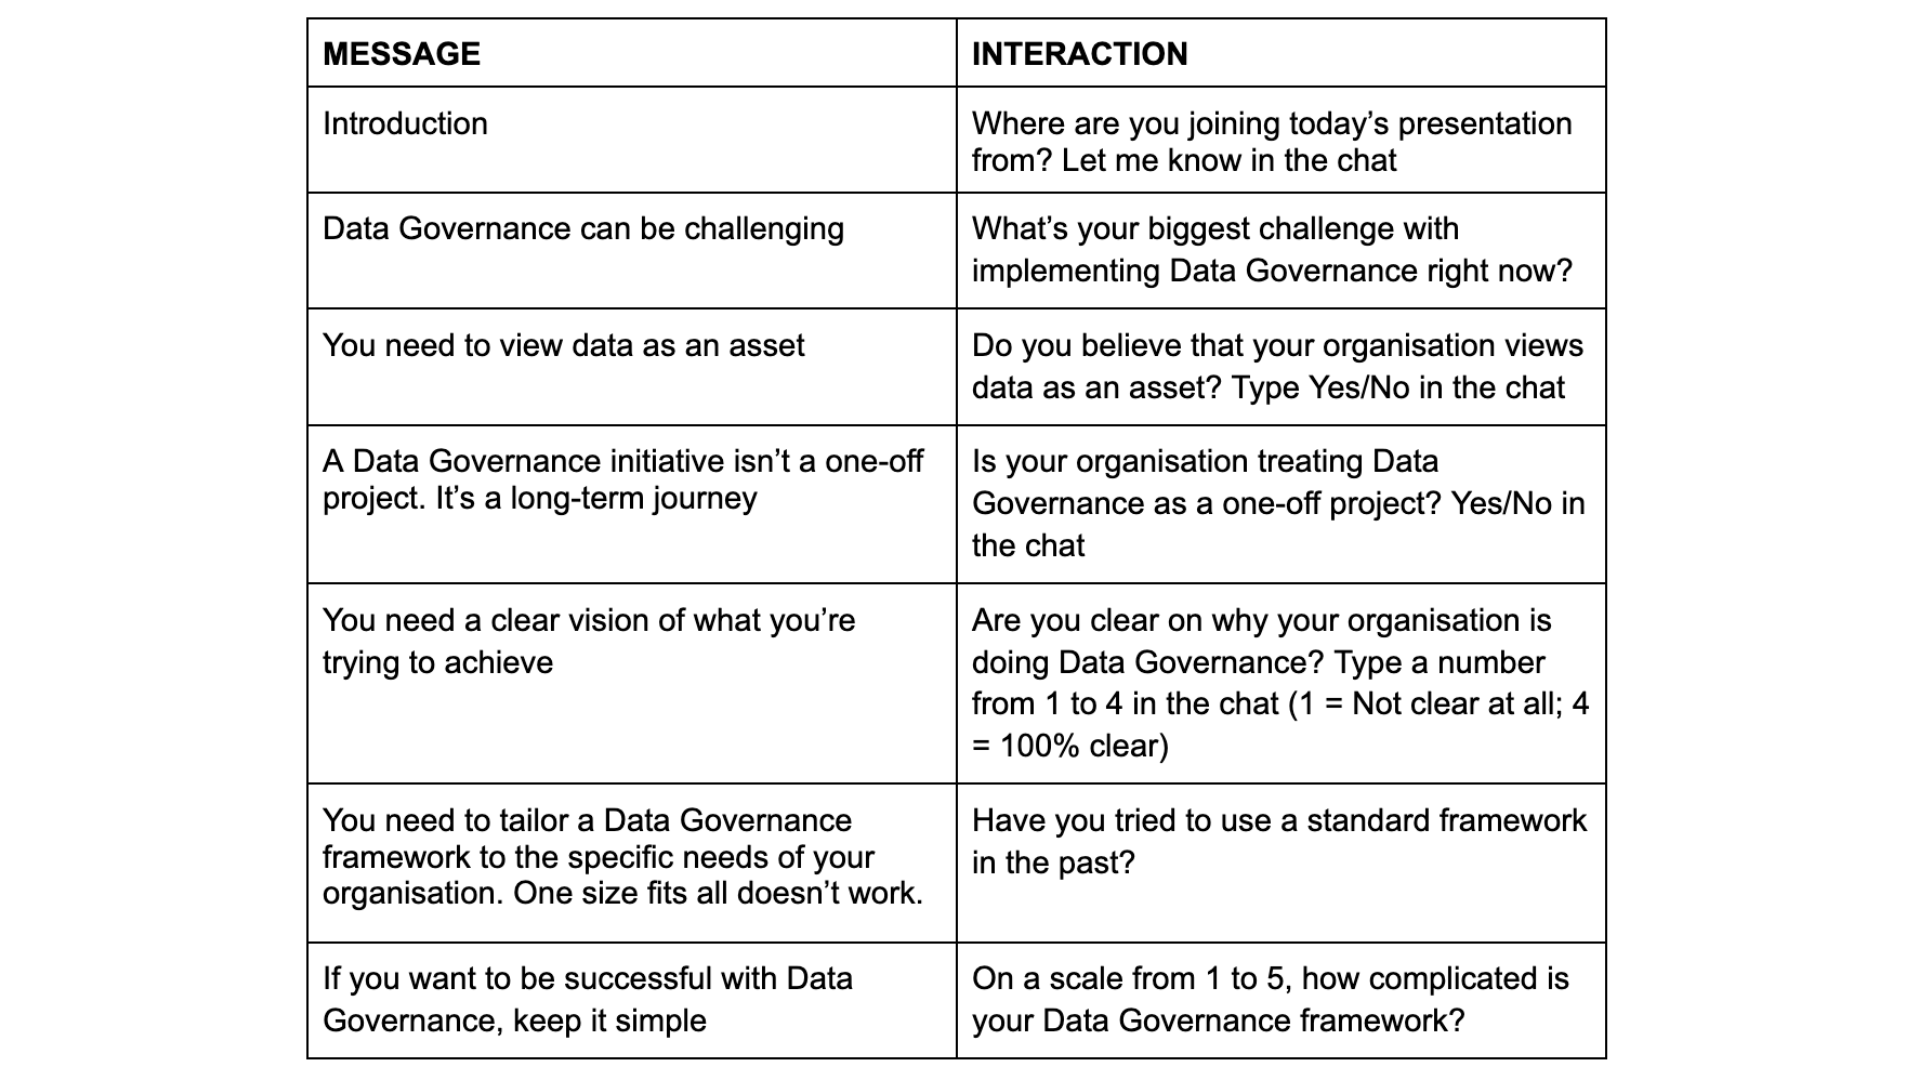 MESSAGE
INTERACTION
Introduction
Where are you joining today’s presentation
from? Let me know in the chat
Data Governance can be challenging
What’s your biggest challenge with
implementing Data Governance right now?
You need to view data as an asset
Do you believe that your organisation views
data as an asset? Type Yes/No in the chat
A Data Governance initiative isn’t a one-off
project. It’s a long-term journey
Is your organisation treating Data
Governance as a one-off project? Yes/No in
the chat
You need a clear vision of what you’re
trying to achieve
Are you clear on why your organisation is
doing Data Governance? Type a number
from 1 to 4 in the chat (1 = Not clear at all; 4
= 100% clear)
You need to tailor a Data Governance
framework to the specific needs of your
organisation. One size fits all doesn’t work.
Have you tried to use a standard framework
in the past?
If you want to be successful with Data
Governance, keep it simple
On a scale from 1 to 5, how complicated is
your Data Governance framework?